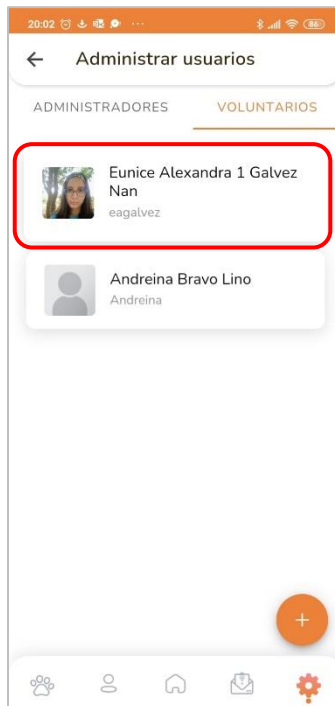 20:02
86
Administrar usuarios
ADMINISTRADORES VOLUNTARIOS
Eunice Alexandra 1 Galvez
Nan
eagalvez
Andreina Bravo Lino
Andreina